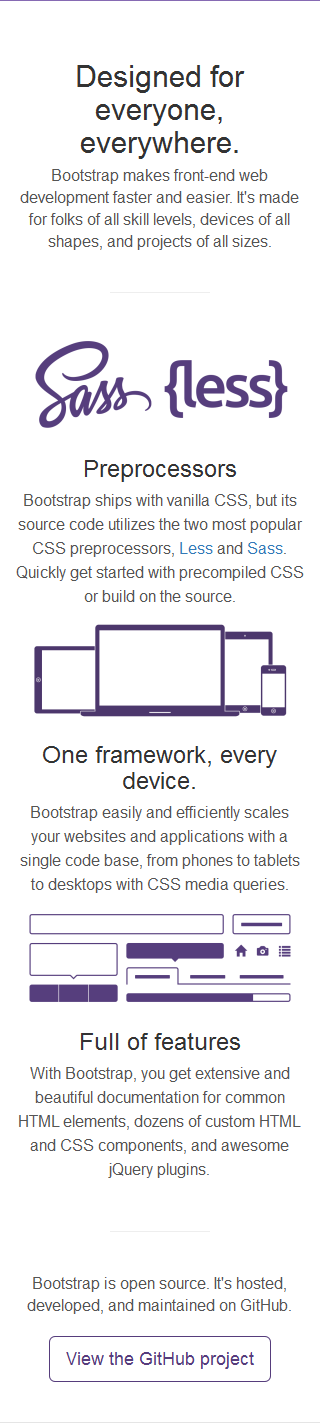 Designed for
everyone,
everywhere.
Bootstrap makes front-end web
development faster and easier. It's made
for folks of all skill levels, devices of all
shapes, and projects of all sizes.
Sass {less}
Preprocessors
Bootstrap ships with vanilla CSS, but its
source code utilizes the two most popular
CSS preprocessors, Less and Sass.
Quickly get started with precompiled CSS
or build on the source.
One framework, every
device.
Bootstrap easily and efficiently scales
your websites and applications with a
single code base, from phones to tablets
to desktops with CSS media queries.
Full of features
With Bootstrap, you get extensive and
beautiful documentation for common
HTML elements, dozens of custom HTML
and CSS components, and awesome
jQuery plugins.
Bootstrap is open source. It's hosted,
developed, and maintained on GitHub.
View the GitHub project